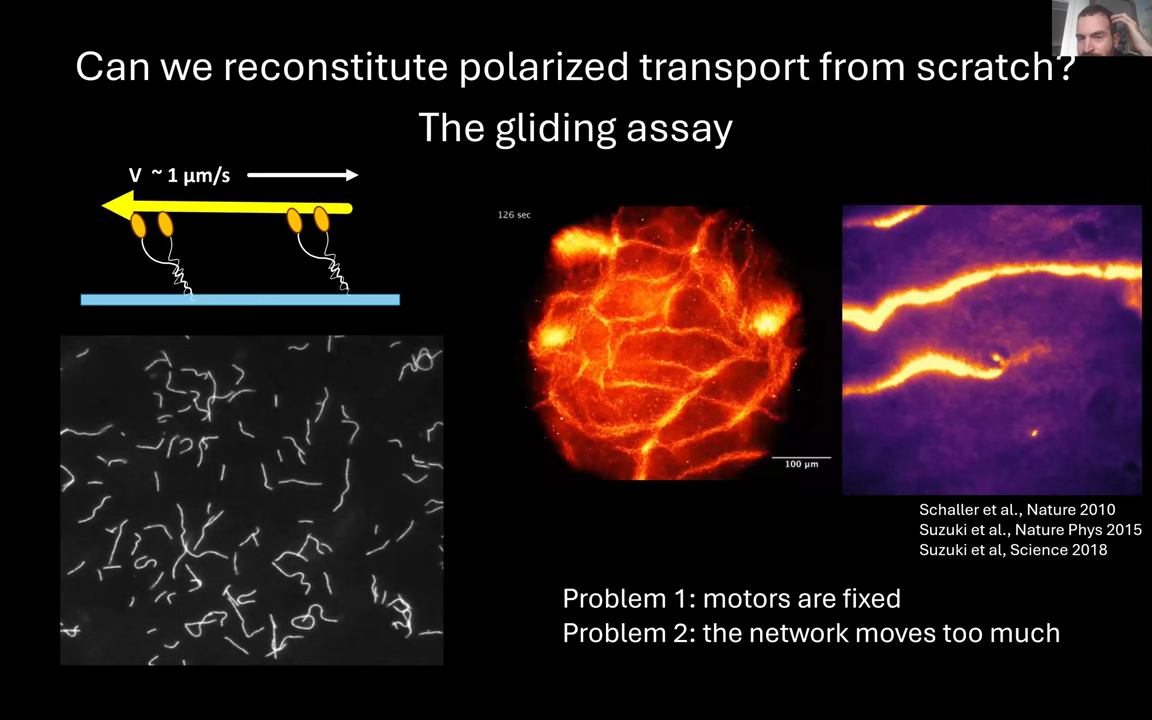 Can we reconstitute polarized transport from scratch?
The gliding assay
V ~ 1 μm/s
126 sec
100 μm
Schaller et al., Nature 2010
Suzuki et al., Nature Phys 2015
Suzuki et al, Science 2018
Problem 1: motors are fixed
Problem 2: the network moves too much